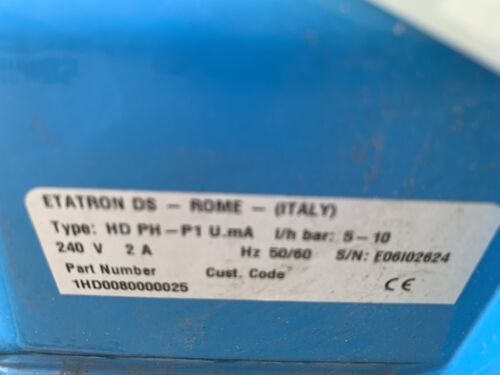 ETATRON DS - ROME - (ITALY)
Type: HD PH-P1 U.mA l/h bar: 5-10
240 V 2 A Hz 50/60 S/N: E06I02624
Part Number Cust. Code
1HD0080000025 CE